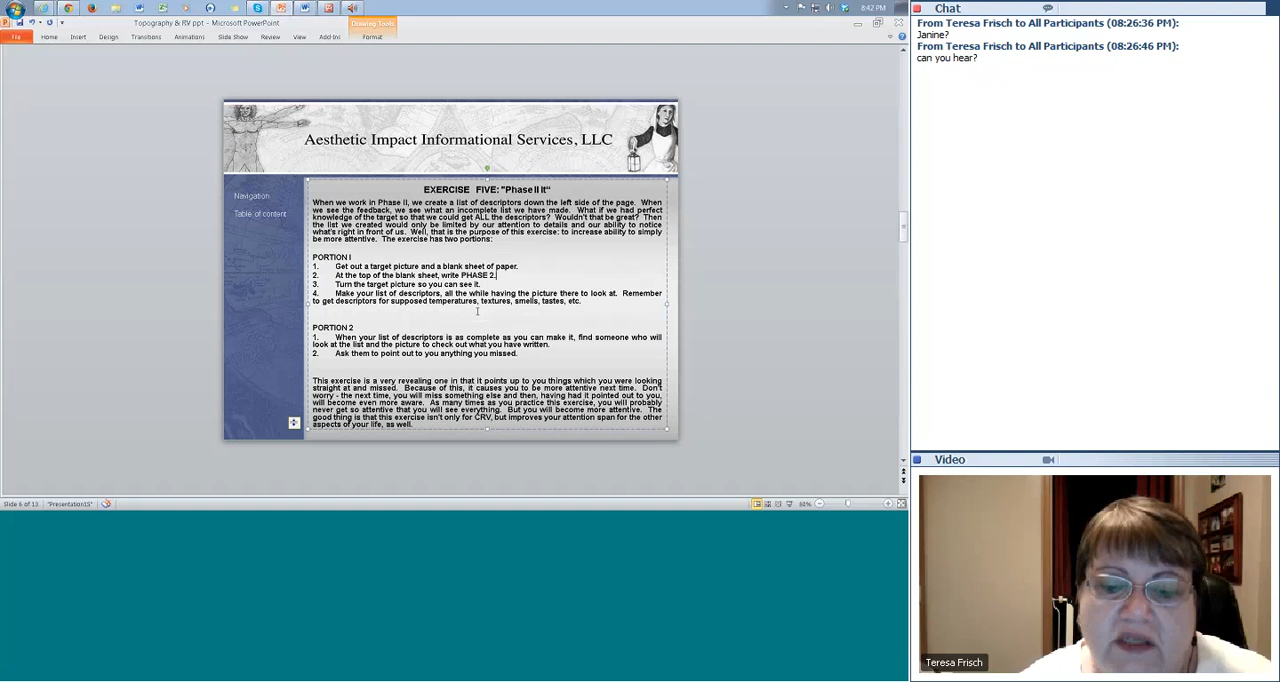 Topography & RV ppt - Microsoft PowerPoint
Drawing Tools
8:42 PM
File Home Insert Design Transitions Animations Slide Show Review View Add-Ins Format
Aesthetic Impact Informational Services, LLC
Navigation
Table of content
EXERCISE FIVE: "Phase II It"
When we work in Phase II, we create a list of descriptors down the left side of the page. When
we see the feedback, we see what an incomplete list we have made. What if we had perfect
knowledge of the target so that we could get ALL the descriptors? Wouldn't that be great? Then
the list we created would only be limited by our attention to details and our ability to notice
what's right in front of us. Well, that is the purpose of this exercise: to increase ability to simply
be more attentive. The exercise has two portions:
PORTION I
1. Get out a target picture and a blank sheet of paper.
2. At the top of the blank sheet, write PHASE 2.
3. Turn the target picture so you can see it.
4. Make your list of descriptors, all the while having the picture there to look at. Remember
to get descriptors for supposed temperatures, textures, smells, tastes, etc.
PORTION 2
1. When your list of descriptors is as complete as you can make it, find someone who will
look at the list and the picture to check out what you have written.
2. Ask them to point out to you anything you missed.
This exercise is a very revealing one in that it points up to you things which you were looking
straight at and missed. Because of this, it causes you to be more attentive next time. Don't
worry - the next time, you will miss something else and then, having had it pointed out to you,
will become even more aware. As many times as you practice this exercise, you will probably
never get so attentive that you will see everything. But you will become more attentive. The
good thing is that this exercise isn't only for CRV, but improves your attention span for the other
aspects of your life, as well.
Slide 6 of 13 "Presentation15" 60%
Chat
From Teresa Frisch to All Participants (08:26:36 PM):
Janine?
From Teresa Frisch to All Participants (08:26:46 PM):
can you hear?
Video
Teresa Frisch